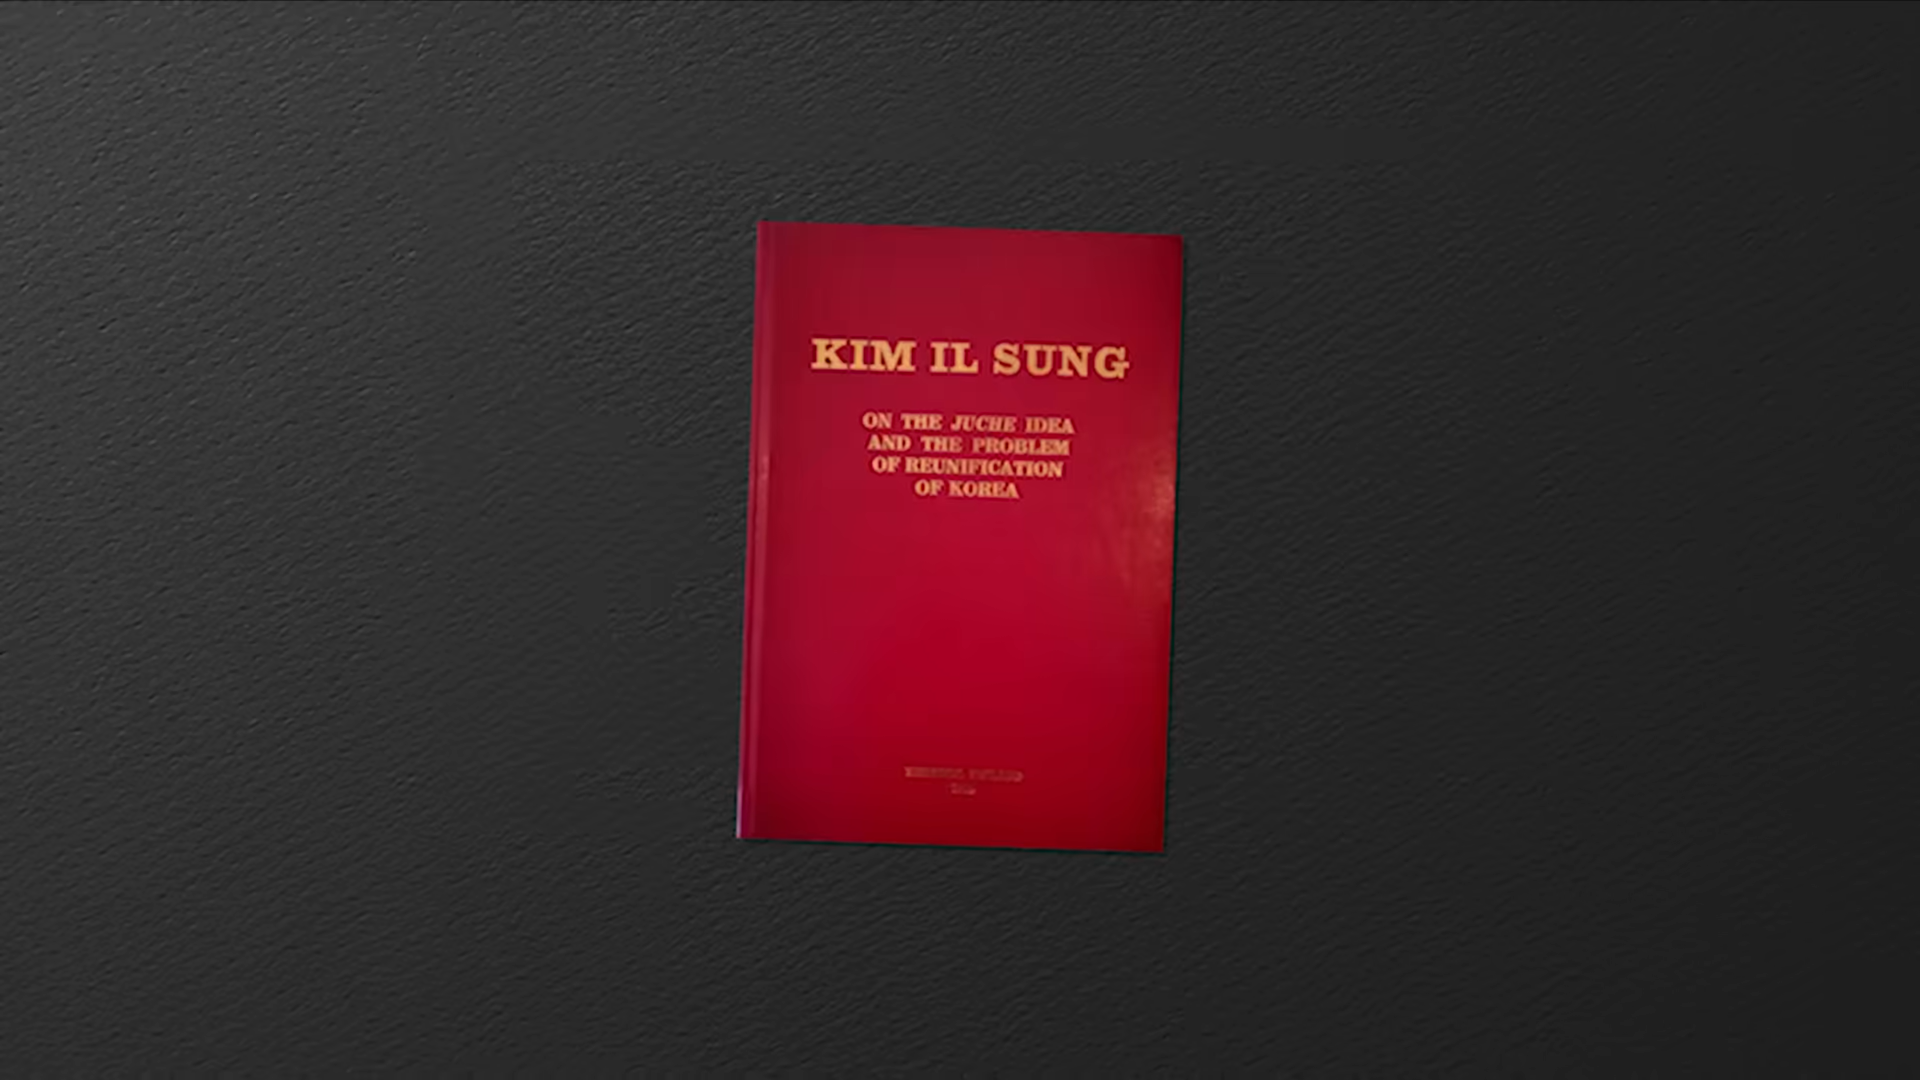 KIM IL SUNG
ON THE JUCHE IDEA
AND THE PROBLEM
OF REUNIFICATION
OF KOREA